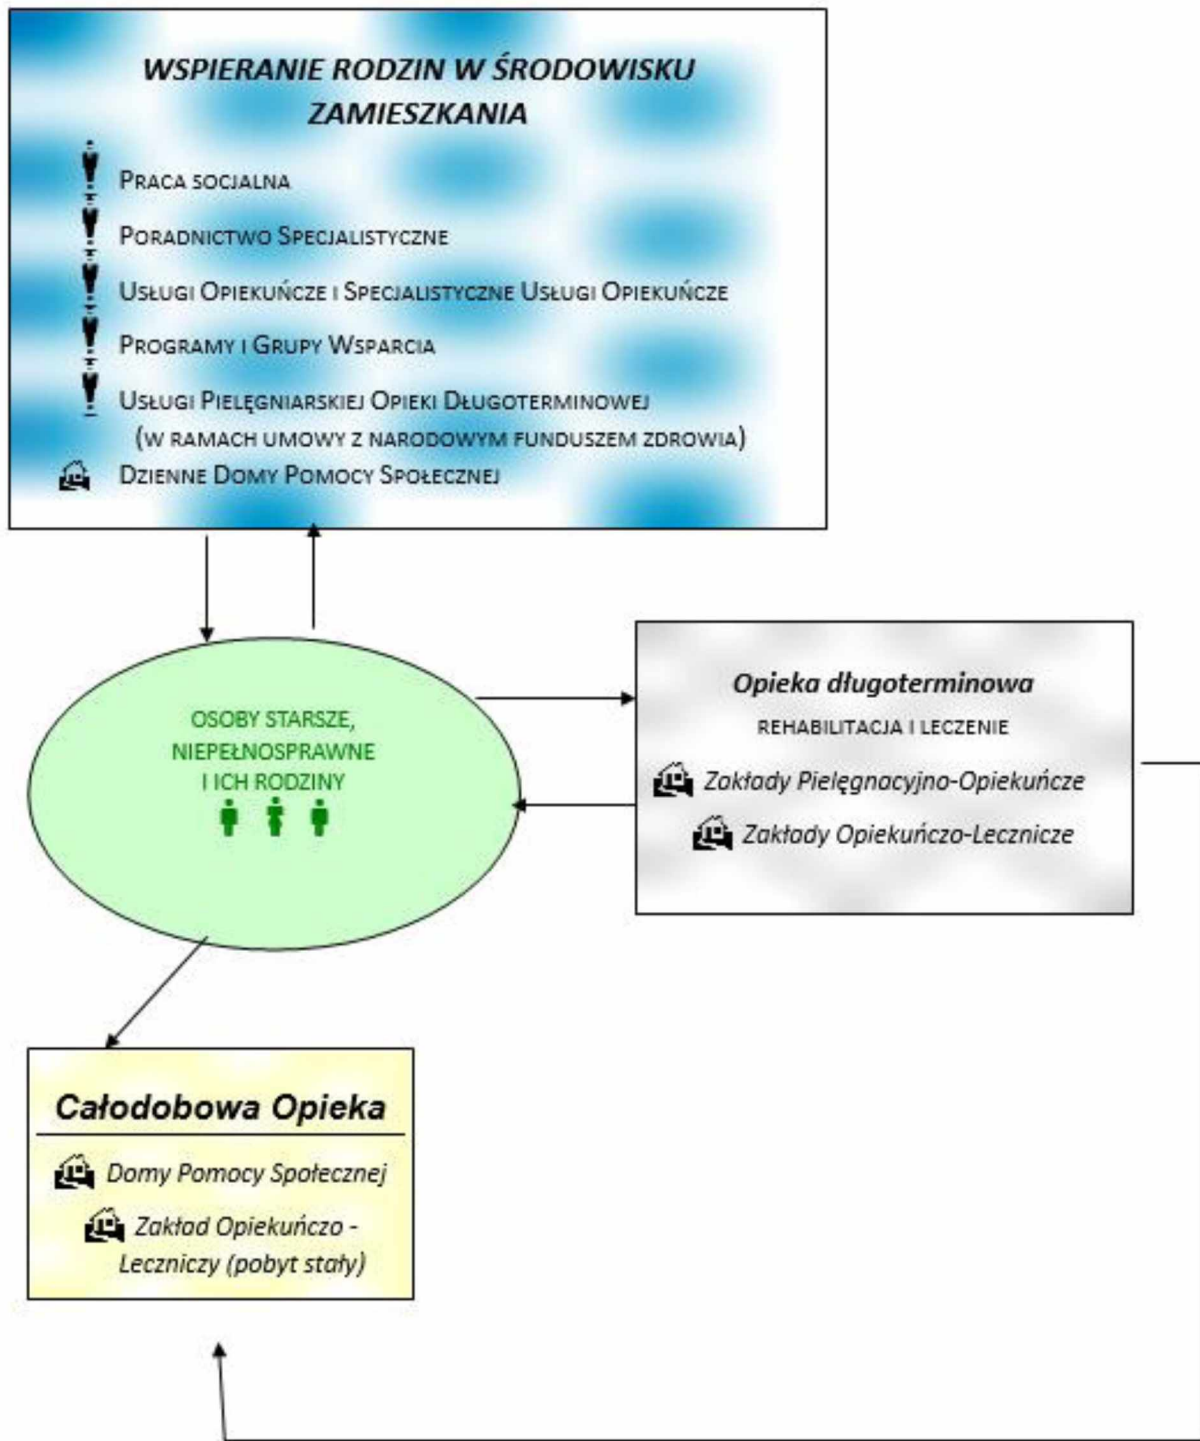 WSPIERANIE RODZIN W ŚRODOWISKU
ZAMIESZKANIA
PRACA SOCJALNA
PORADNICTWO SPECJALISTYCZNE
USŁUGI OPIEKUŃCZE I SPECJALISTYCZNE USŁUGI OPIEKUŃCZE
PROGRAMY I GRUPY WSPARCIA
USŁUGI PIELĘGNIARSKIEJ OPIEKI DŁUGOTERMINOWEJ
(W RAMACH UMOWY Z NARODOWYM FUNDUSZEM ZDROWIA)
DZIENNE DOMY POMOCY SPOŁECZNEJ
OSOBY STARSZE,
NIEPEŁNOSPRAWNE
I ICH RODZINY
Opieka długoterminowa
REHABILITACJA I LECZENIE
Zakłady Pielęgnacyjno-Opiekuńcze
Zakłady Opiekuńczo-Lecznicze
Całodobowa Opieka
Domy Pomocy Społecznej
Zakład Opiekuńczo -
Leczniczy (pobyt stały)